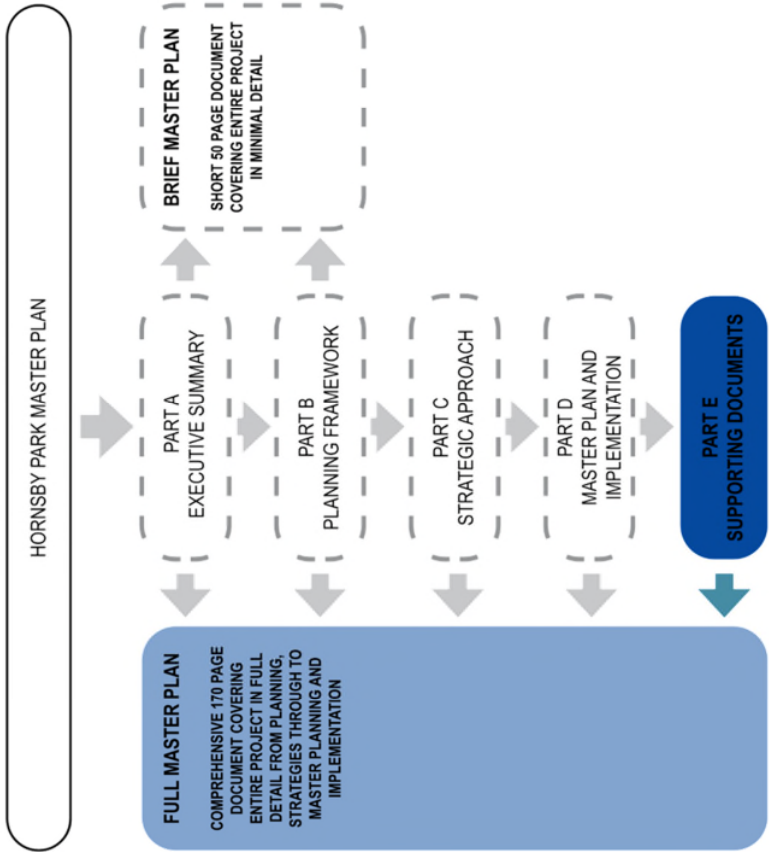 HORNSBY PARK MASTER PLAN
FULL MASTER PLAN
COMPREHENSIVE 170 PAGE
DOCUMENT COVERING
ENTIRE PROJECT IN FULL
DETAIL FROM PLANNING,
STRATEGIES THROUGH TO
MASTER PLANNING AND
IMPLEMENTATION
PART A
EXECUTIVE SUMMARY
PART B
PLANNING FRAMEWORK
PART C
STRATEGIC APPROACH
PART D
MASTER PLAN AND
IMPLEMENTATION
PART E
SUPPORTING DOCUMENTS
BRIEF MASTER PLAN
SHORT 50 PAGE DOCUMENT
COVERING ENTIRE PROJECT
IN MINIMAL DETAIL